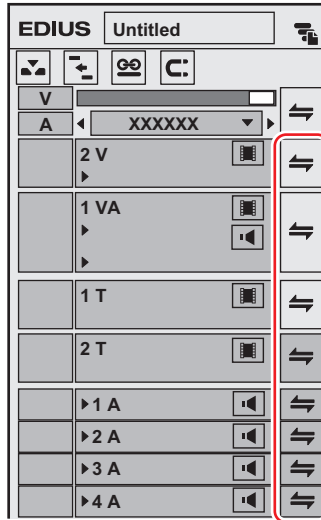 EDIUS Untitled
V
A XXXXXX
2 V
1 VA
1 T
2 T
1 A
2 A
3 A
4 A